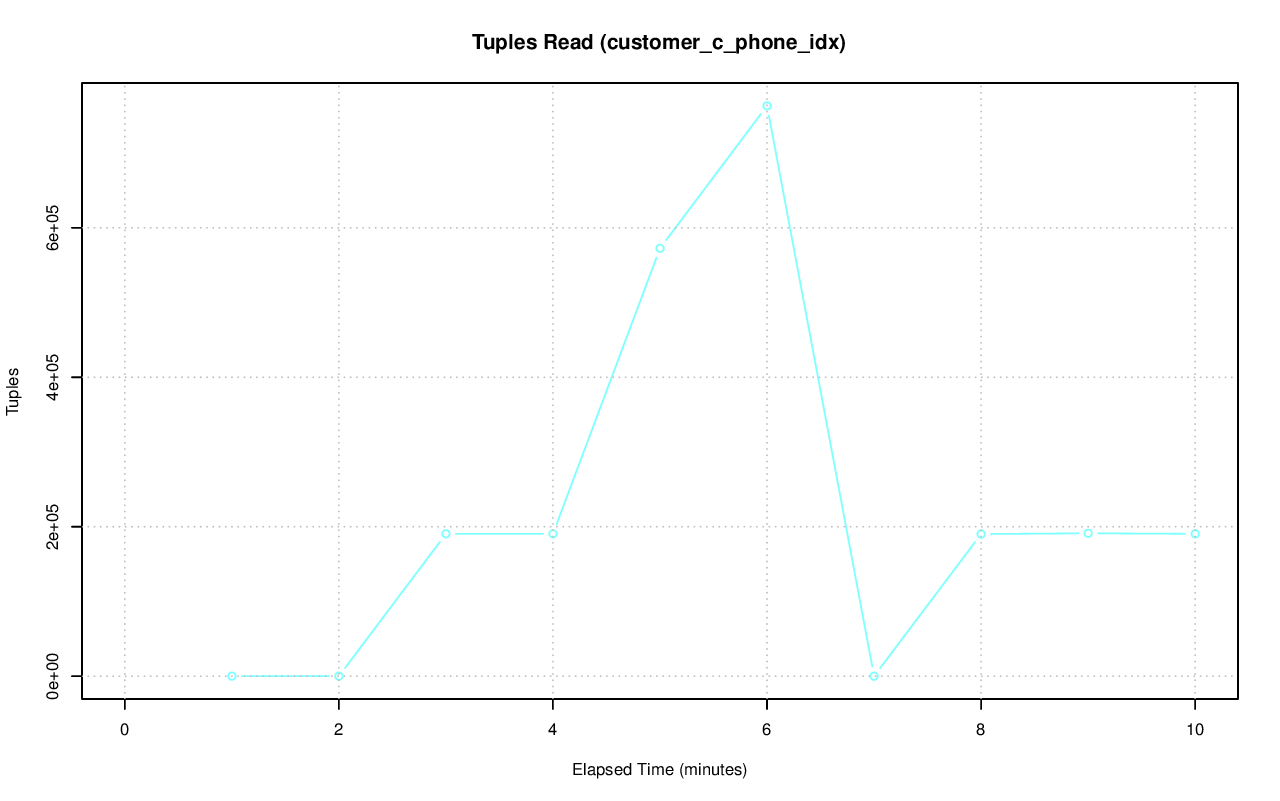 Tuples Read (customer_c_phone_idx)
Tuples
6e+05
4e+05
2e+05
0e+00
0 2 4 6 8 10
Elapsed Time (minutes)